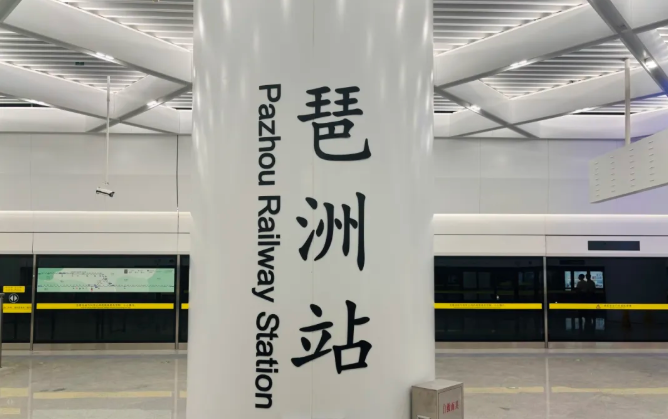 琶洲站
Pazhou Railway Station